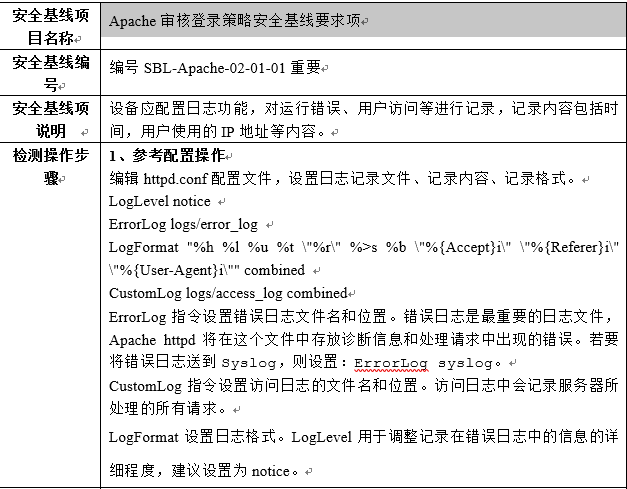 安全基线项
目名称
Apache 审核登录策略安全基线要求项
安全基线编
号
编号 SBL-Apache-02-01-01 重要
安全基线项
说明
设备应配置日志功能，对运行错误、用户访问等进行记录，记录内容包括时
间，用户使用的 IP 地址等内容。
检测操作步
骤
1、参考配置操作
编辑 httpd.conf 配置文件，设置日志记录文件、记录内容、记录格式。
LogLevel notice
ErrorLog logs/error_log
LogFormat "%h %l %u %t \"%r\" %>s %b \"%{Accept}i\" \"%{Referer}i\"
\"%{User-Agent}i\"" combined
CustomLog logs/access_log combined
ErrorLog 指令设置错误日志文件名和位置。错误日志是最重要的日志文件，
Apache httpd 将在这个文件中存放诊断信息和处理请求中出现的错误。若要
将错误日志送到 Syslog，则设置：ErrorLog syslog。
CustomLog 指令设置访问日志的文件名和位置。访问日志中会记录服务器所
处理的所有请求。
LogFormat 设置日志格式。LogLevel 用于调整记录在错误日志中的信息的详
细程度，建议设置为 notice。